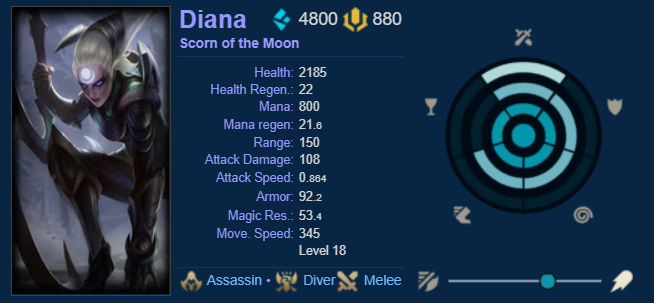 Diana 4800 880
Scorn of the Moon
Health: 2185
Health Regen.: 22
Mana: 800
Mana regen: 21.6
Range: 150
Attack Damage: 108
Attack Speed: 0.864
Armor: 92.2
Magic Res.: 53.4
Move. Speed: 345
Level 18
Assassin • Diver Melee